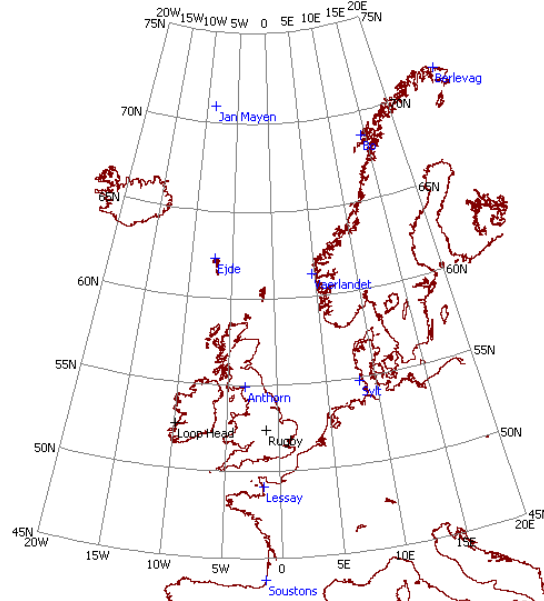 20W 15W 10W 5W 0 5E 10E 15E 20E
75N
75N
Berlevag
70N
70N
Jan Mayen
Bo
65N
65N
60N
Ejde
Vaerlandet
60N
55N
55N
Anthorn
Sylt
Loop Head
Rugby
50N
50N
Lessay
45N
45N
20W
15W
10W
5W
0
5E
10E
15E
20E
Soustons